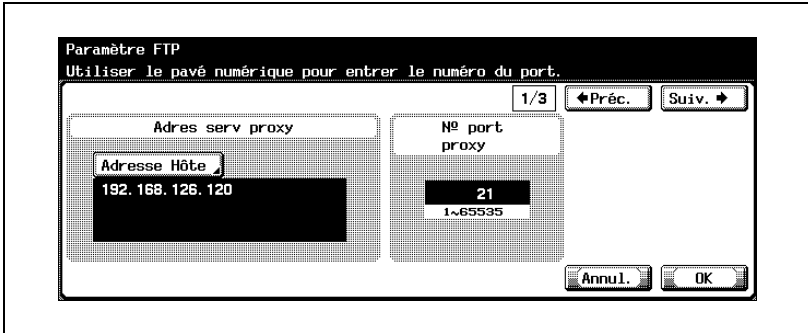 Paramètre FTP
Utiliser le pavé numérique pour entrer le numéro du port.
1/3 Préc. Suiv.
Adres serv proxy
Nº port
proxy
Adresse Hôte
192. 168. 126. 120
21
1~65535
Annul. OK